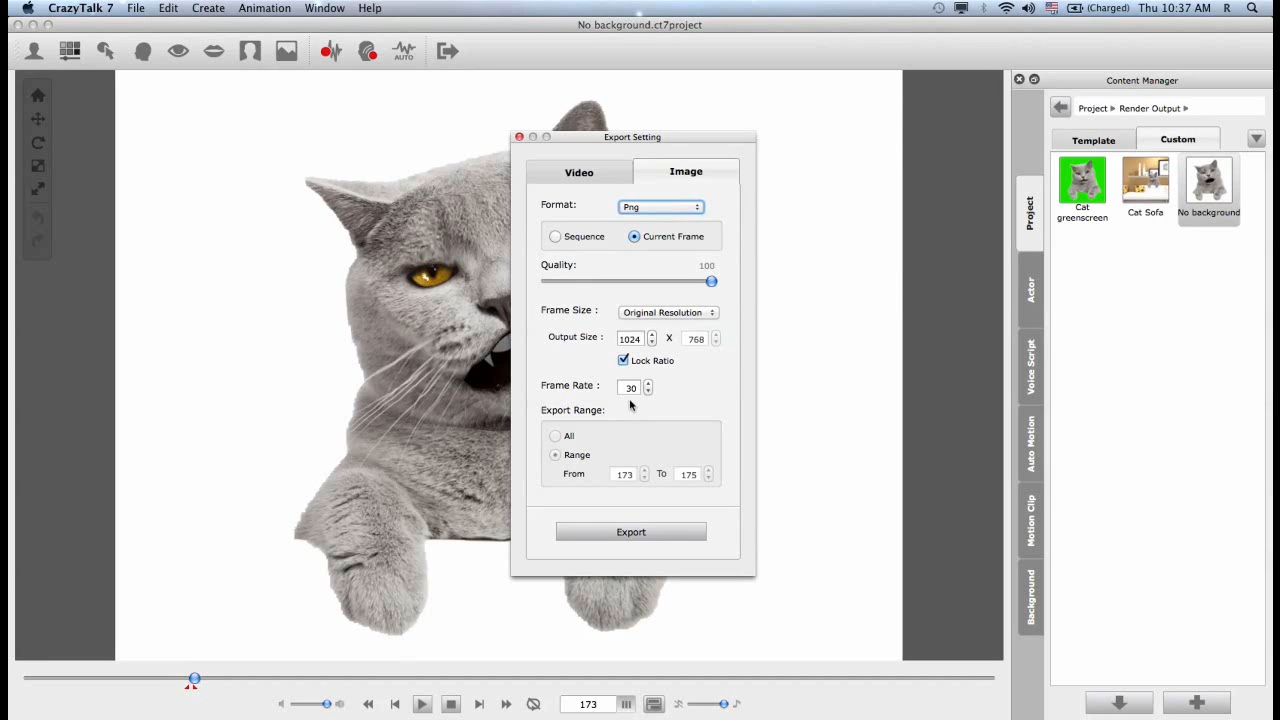 CrazyTalk 7 File Edit Create Animation Window Help (Charged) Thu 10:37 AM R
No background.ct7project
AUTO
Content Manager
Project Render Output
Template Custom
Cat greenscreen
Cat Sofa
No background
Project
Actor
Voice Script
Auto Motion
Motion Clip
Background
Export Setting
Video Image
Format: Png
Sequence Current Frame
Quality: 100
Frame Size : Original Resolution
Output Size : 1024 X 768
Lock Ratio
Frame Rate : 30
Export Range:
All
Range
From 173 To 175
Export
173